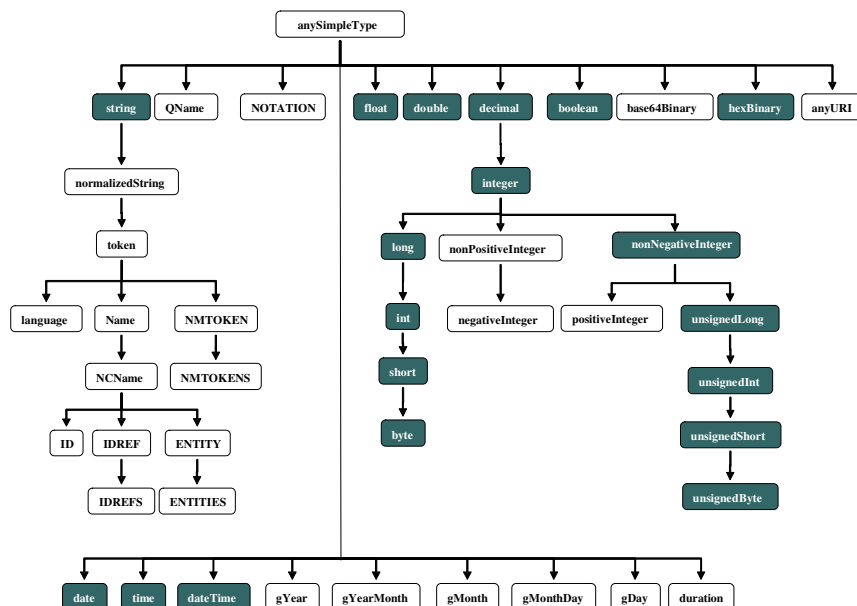 anySimpleType
string QName NOTATION float double decimal boolean base64Binary hexBinary anyURI
normalizedString integer
token long nonPositiveInteger nonNegativeInteger
language Name NMTOKEN int negativeInteger positiveInteger unsignedLong
NCName NMTOKENS short unsignedInt
ID IDREF ENTITY byte unsignedShort
IDREFS ENTITIES unsignedByte
date time dateTime gYear gYearMonth gMonth gMonthDay gDay duration